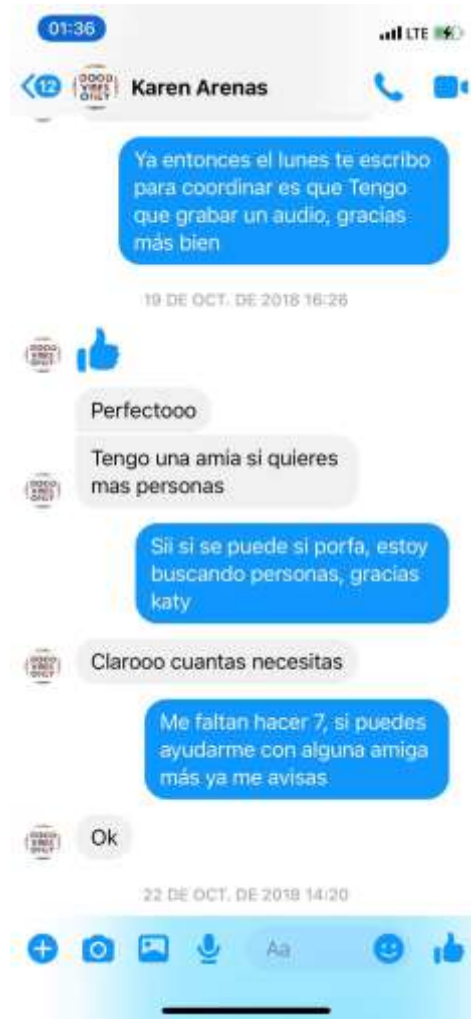 01:36
LTE
12
GOOD
VIBES
ONLY
Karen Arenas
Ya entonces el lunes te escribo
para coordinar es que Tengo
que grabar un audio, gracias
más bien
19 DE OCT. DE 2018 16:26
Perfectooo
Tengo una amia si quieres
mas personas
Sii si se puede si porfa, estoy
buscando personas, gracias
katy
Clarooo cuantas necesitas
Me faltan hacer 7, si puedes
ayudarme con alguna amiga
más ya me avisas
Ok
22 DE OCT. DE 2018 14:20
Aa